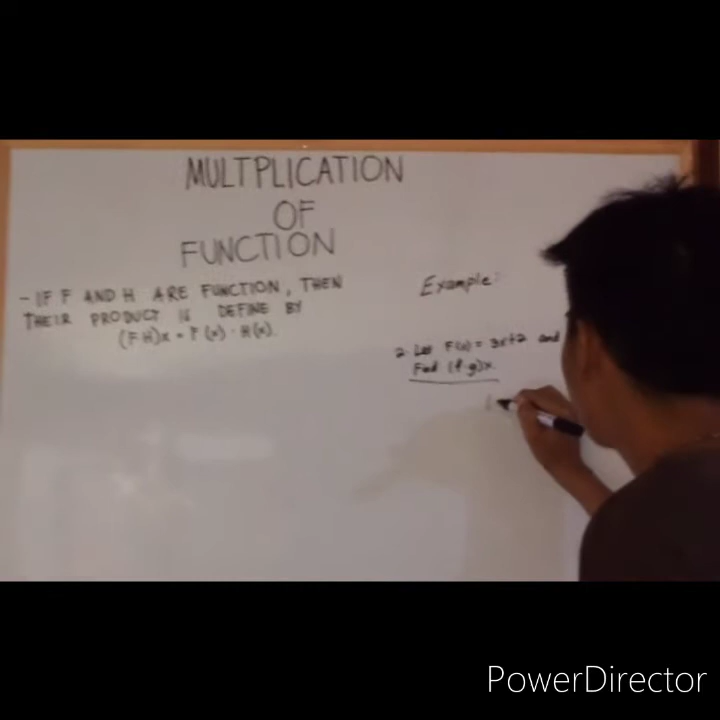 MULTPLICATION
OF
FUNCTION
- IF F AND H ARE FUNCTION, THEN
THEIR PRODUCT IS DEFINE BY
(F·H)x = F(x) · H(x).
Example:
2. Let F(x) = 3x+2 and
Find (f·g)x.
PowerDirector